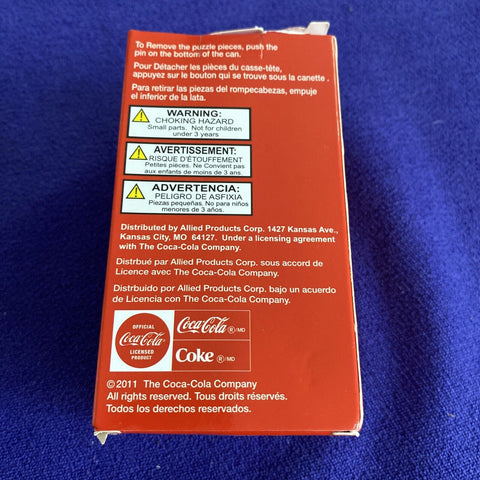 To Remove the puzzle pieces, push the
pin on the bottom of the can.
Pour Détacher les pièces du casse-tête,
appuyez sur le bouton qui se trouve sous la canette .
Para retirar las piezas del rompecabezas, empuje
el inferior de la lata.
WARNING:
CHOKING HAZARD
Small parts. Not for children
under 3 years
AVERTISSEMENT:
RISQUE D'ÉTOUFFEMENT
Petites pièces. Ne Convient pas
aux enfants de moins de 3 ans.
ADVERTENCIA:
PELIGRO DE ASFIXIA
Piezas pequeñas. No para niños
menores de 3 años.
Distributed by Allied Products Corp. 1427 Kansas Ave.,
Kansas City, MO 64127. Under a licensing agreement
with The Coca-Cola Company.
Distrbué par Allied Products Corp. sous accord de
Licence avec The Coca-Cola Company.
Distribuido por Allied Products Corp. bajo un acuerdo
de Licencia con The Coca-Cola Company.
OFFICIAL
Coca-Cola
LICENSED
PRODUCT
Coca-Cola ®/MD
Coke ®/MD
©2011 The Coca-Cola Company
All rights reserved. Tous droits réservés.
Todos los derechos reservados.